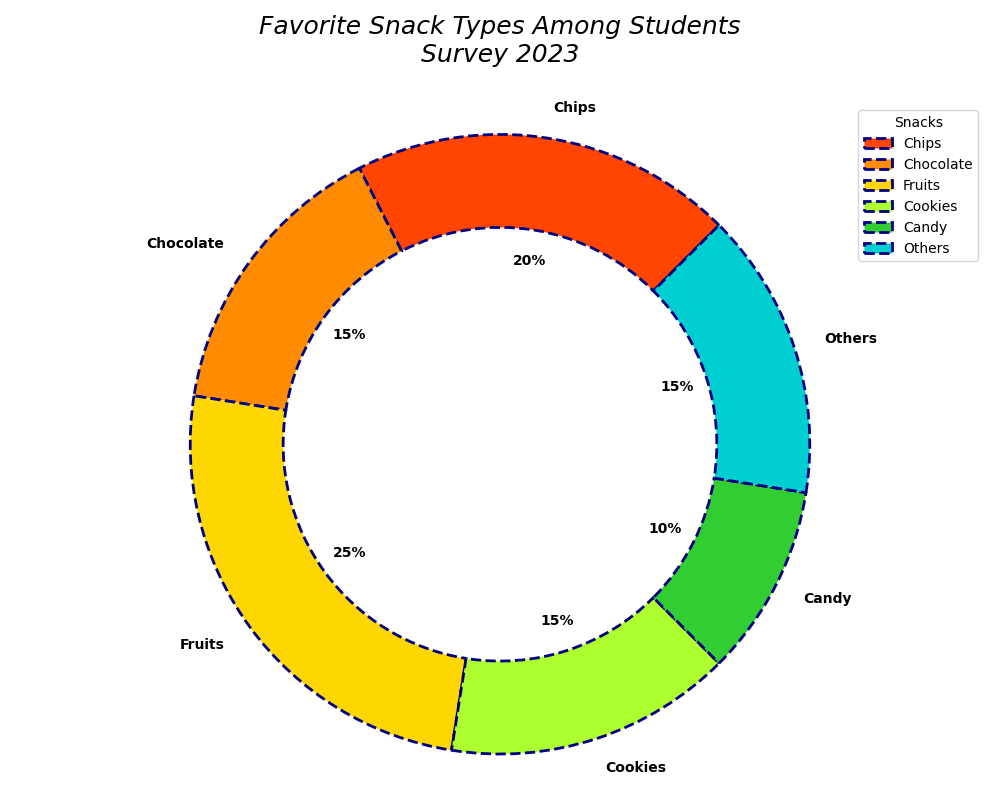 Favorite Snack Types Among Students
Survey 2023
Chips
Chocolate
Fruits
Cookies
Candy
Others
20%
15%
25%
15%
10%
15%
Snacks
Chips
Chocolate
Fruits
Cookies
Candy
Others